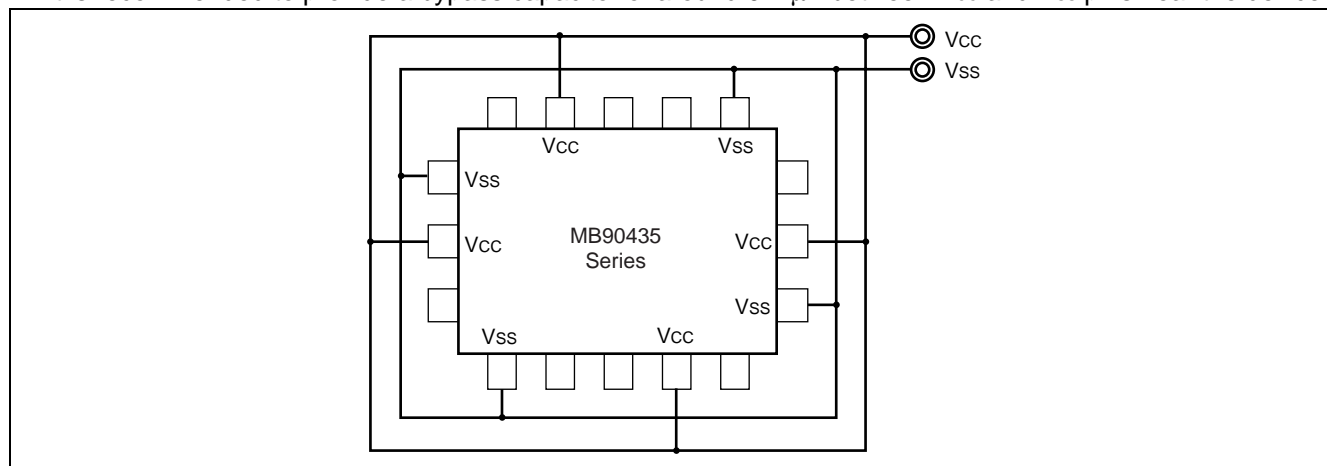 Vcc
Vss
Vcc Vss
Vss
Vcc MB90435 Vcc
Series
Vss
Vss Vcc